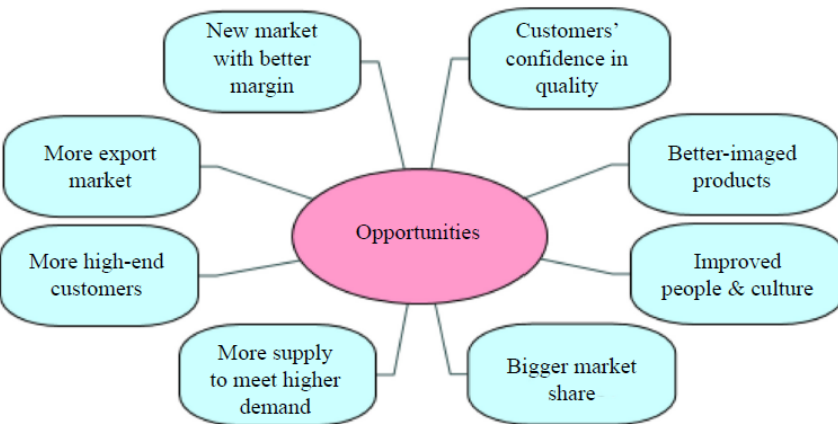 New market
with better
margin
Customers’
confidence in
quality
More export
market
Better-imaged
products
Opportunities
More high-end
customers
Improved
people & culture
More supply
to meet higher
demand
Bigger market
share